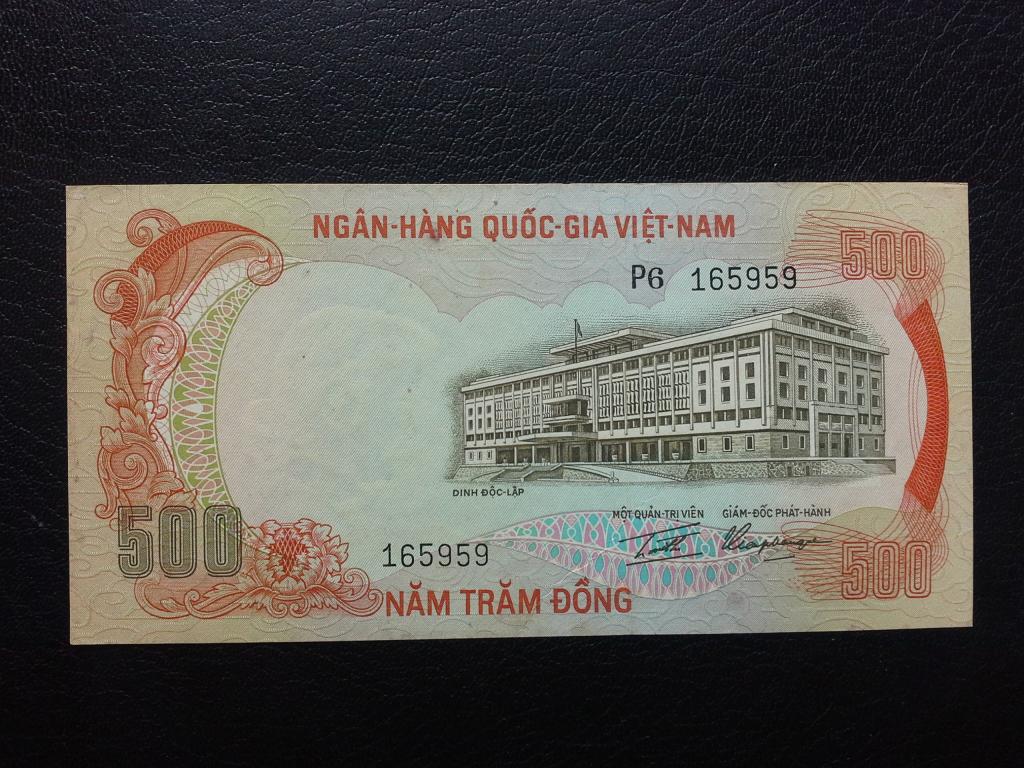 NGÂN-HÀNG QUỐC-GIA VIỆT-NAM
500
P6 165959
DINH ĐỘC-LẬP
MỘT QUẢN-TRỊ VIÊN GIÁM-ĐỐC PHÁT-HÀNH
500
165959
500
NĂM TRĂM ĐỒNG